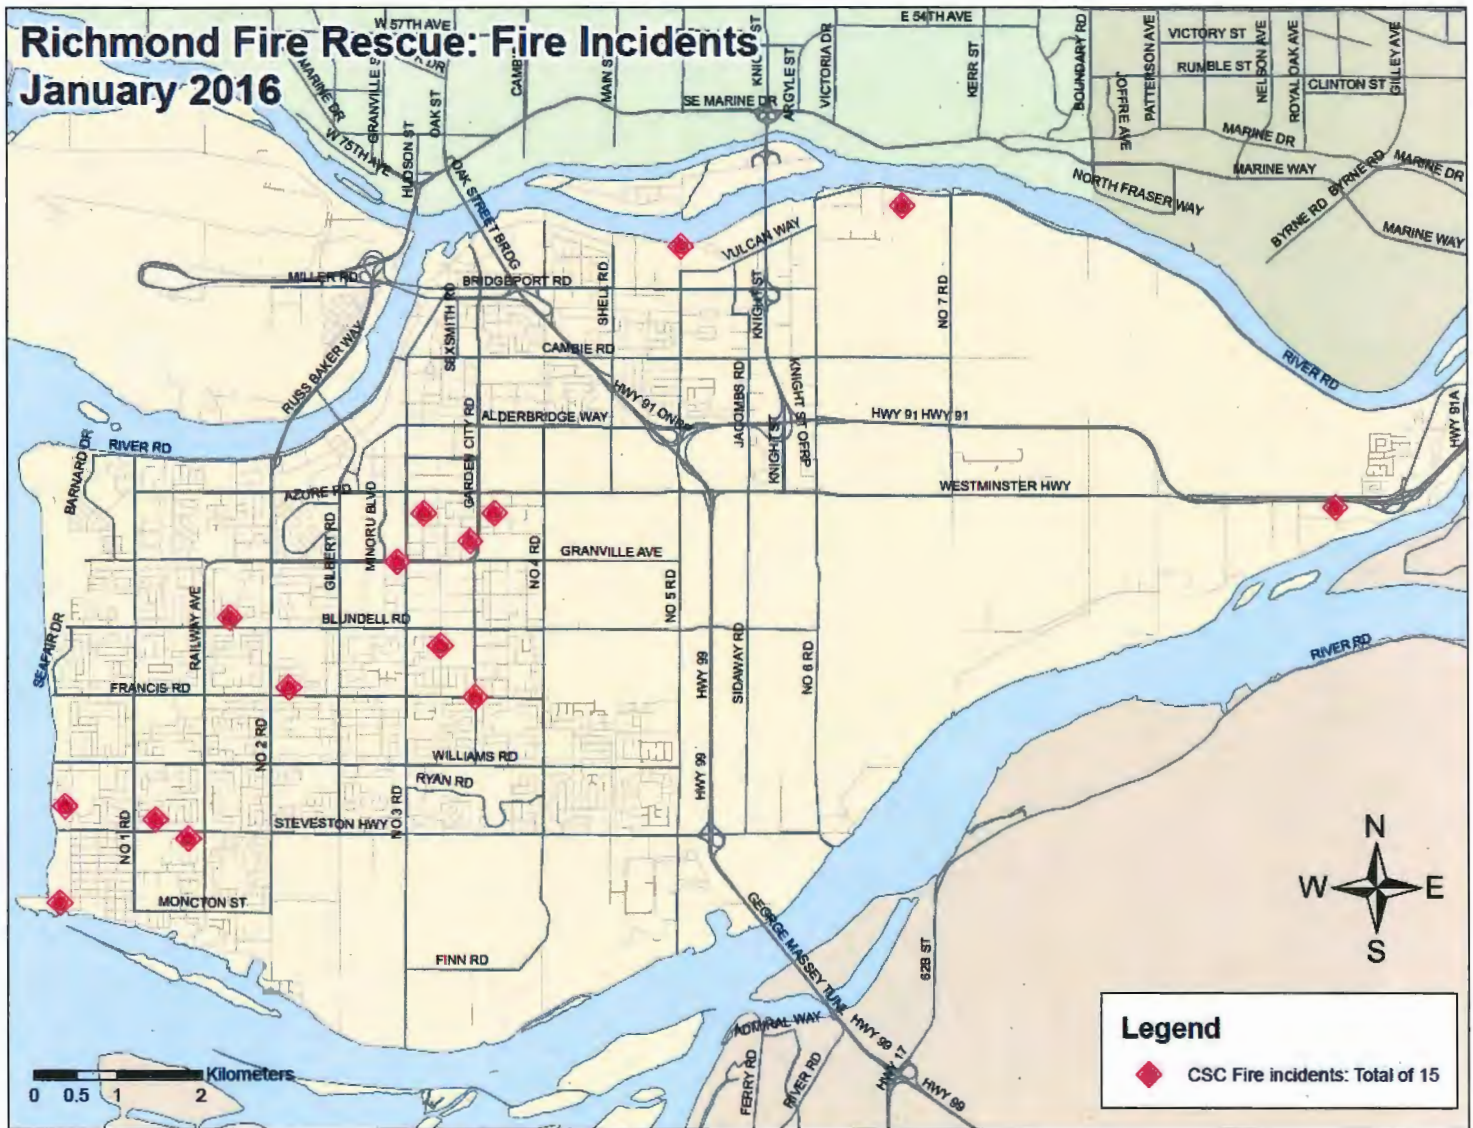 Richmond Fire Rescue: Fire Incidents
January 2016
W 57TH AVE
E 54TH AVE
MARINE DR
GRANVILLE S
K DR
OAK ST
CAMB
MAIN S
KNIG
ST
ARGYLE ST
VICTORIA DR
KERR ST
BOUNDARY RD
JOFFRE AVE
PATTERSON AVE
VICTORY ST
RUMBLE ST
NELSON AVE
ROYAL OAK AVE
CLINTON ST
GILLEY AVE
SE MARINE DR
W 75TH AVE
HUDSON ST
OAK STREET BRDG
MARINE DR
MARINE WAY
MARINE DR
BYRNE RD
BYRNE RD
NORTH FRASER WAY
MARINE WAY
VULCAN WAY
MILLER RD
BRIDGEPORT RD
SEXSMITH RD
SHELL RD
KNIGHT ST
NO 7 RD
CAMBIE RD
RUSS BAKER WAY
RIVER RD
HWY 91 ONRP
JACOMBS RD
KNIGHT ST OFRP
KNIGHT ST
HWY 91 HWY 91
HWY 91A
ALDERBRIDGE WAY
GARDEN CITY RD
RIVER RD
BARNARD DR
AZURE RD
WESTMINSTER HWY
GILBERT RD
MINORU BLVD
NO 4 RD
GRANVILLE AVE
NO 5 RD
RAILWAY AVE
BLUNDELL RD
SEAFAIR DR
HWY 99
SIDAWAY RD
NO 6 RD
RIVER RD
FRANCIS RD
NO 2 RD
WILLIAMS RD
RYAN RD
HWY 99
NO 1 RD
STEVESTON HWY
NO 3 RD
MONCTON ST
FINN RD
GEORGE MASSEY TUNL
62B ST
ADMIRAL WAY
HWY 99
HWY 17
HWY 99
FERRY RD
RIVER RD
N
W
E
S
Kilometers
0 0.5 1 2
Legend
CSC Fire incidents: Total of 15